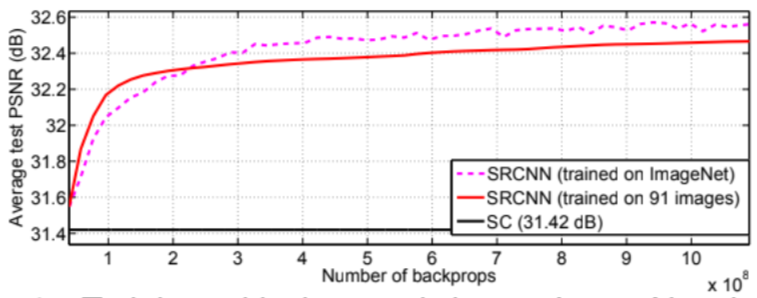 Average test PSNR (dB)
32.6
32.4
32.2
32
31.8
31.6
31.4
SRCNN (trained on ImageNet)
SRCNN (trained on 91 images)
SC (31.42 dB)
1 2 3 4 5 6 7 8 9 10
Number of backprops
x 10⁸